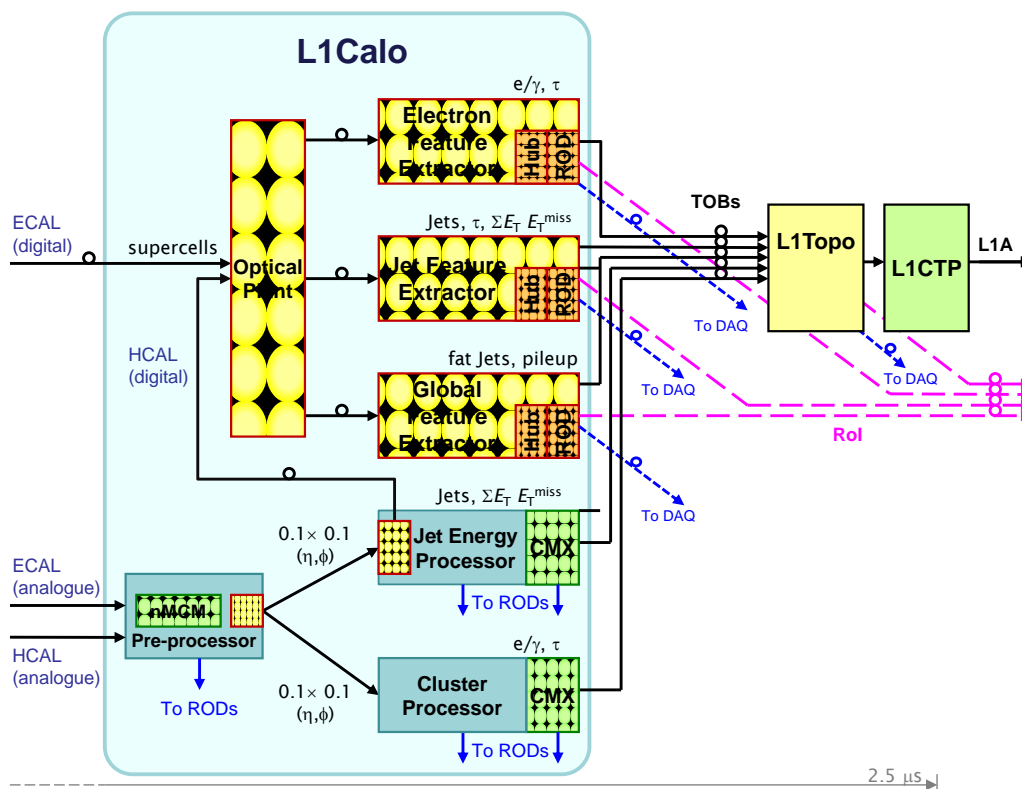 L1Calo
e/γ, τ
Electron
Feature
Extractor
Hub
ROD
ECAL
(digital)
supercells
Optical
Plant
Jets, τ, ΣE_T E_T^miss
Jet Feature
Extractor
Hub
ROD
TOBs
L1Topo
L1CTP
L1A
To DAQ
HCAL
(digital)
fat Jets, pileup
To DAQ
To DAQ
Global
Feature
Extractor
Hub
ROD
RoI
To DAQ
Jets, ΣE_T E_T^miss
0.1× 0.1
(η,ϕ)
Jet Energy
Processor
CMX
To RODs
ECAL
(analogue)
nMCM
Pre-processor
HCAL
(analogue)
To RODs
e/γ, τ
0.1× 0.1
(η,ϕ)
Cluster
Processor
CMX
To RODs
2.5 μs